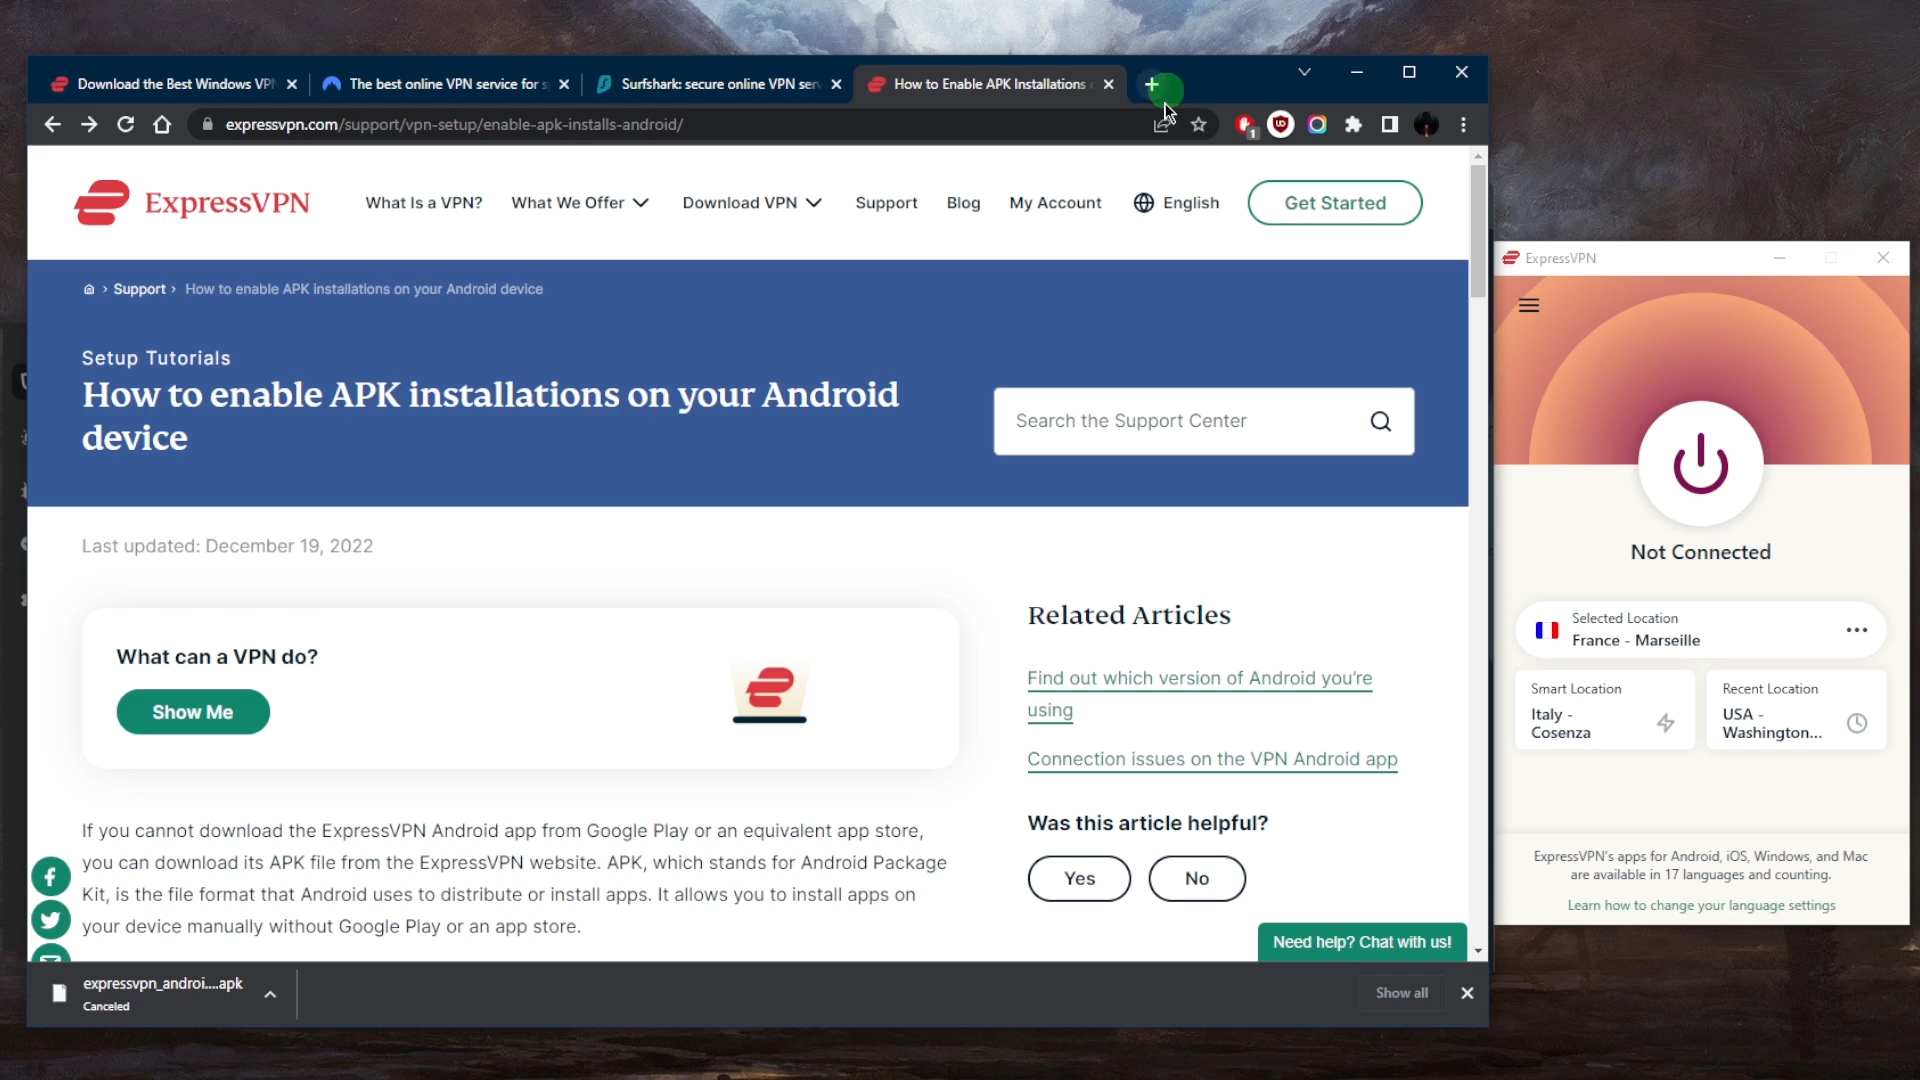 Download the Best Windows VPN
The best online VPN service for s
Surfshark: secure online VPN serv
How to Enable APK Installations
expressvpn.com/support/vpn-setup/enable-apk-installs-android/
1
ExpressVPN
What Is a VPN?
What We Offer
Download VPN
Support
Blog
My Account
English
Get Started
Support
How to enable APK installations on your Android device
Setup Tutorials
How to enable APK installations on your Android
device
Search the Support Center
Last updated: December 19, 2022
What can a VPN do?
Show Me
Related Articles
Find out which version of Android you're
using
Connection issues on the VPN Android app
Was this article helpful?
Yes
No
If you cannot download the ExpressVPN Android app from Google Play or an equivalent app store,
you can download its APK file from the ExpressVPN website. APK, which stands for Android Package
Kit, is the file format that Android uses to distribute or install apps. It allows you to install apps on
your device manually without Google Play or an app store.
Need help? Chat with us!
expressvpn_androi....apk
Canceled
Show all
ExpressVPN
Not Connected
Selected Location
France - Marseille
Smart Location
Italy -
Cosenza
Recent Location
USA -
Washington...
ExpressVPN's apps for Android, iOS, Windows, and Mac
are available in 17 languages and counting.
Learn how to change your language settings